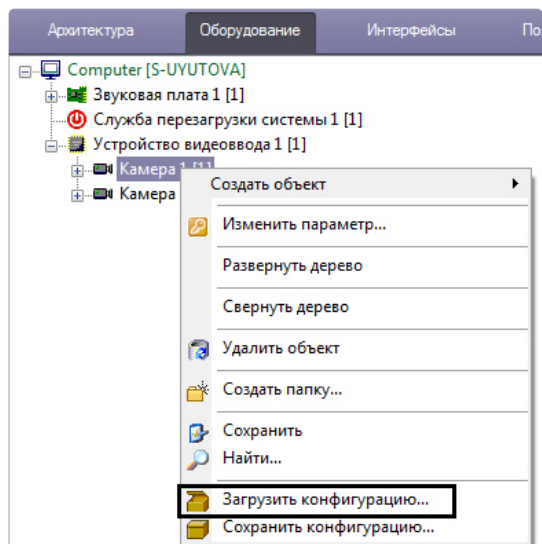 Архитектура Оборудование Интерфейсы
Computer [S-UYUTOVA]
Звуковая плата 1 [1]
Служба перезагрузки системы 1 [1]
Устройство видеоввода 1 [1]
Камера 1 [1]
Камера
Создать объект
Изменить параметр...
Развернуть дерево
Свернуть дерево
Удалить объект
Создать папку...
Сохранить
Найти...
Загрузить конфигурацию...
Сохранить конфигурацию...